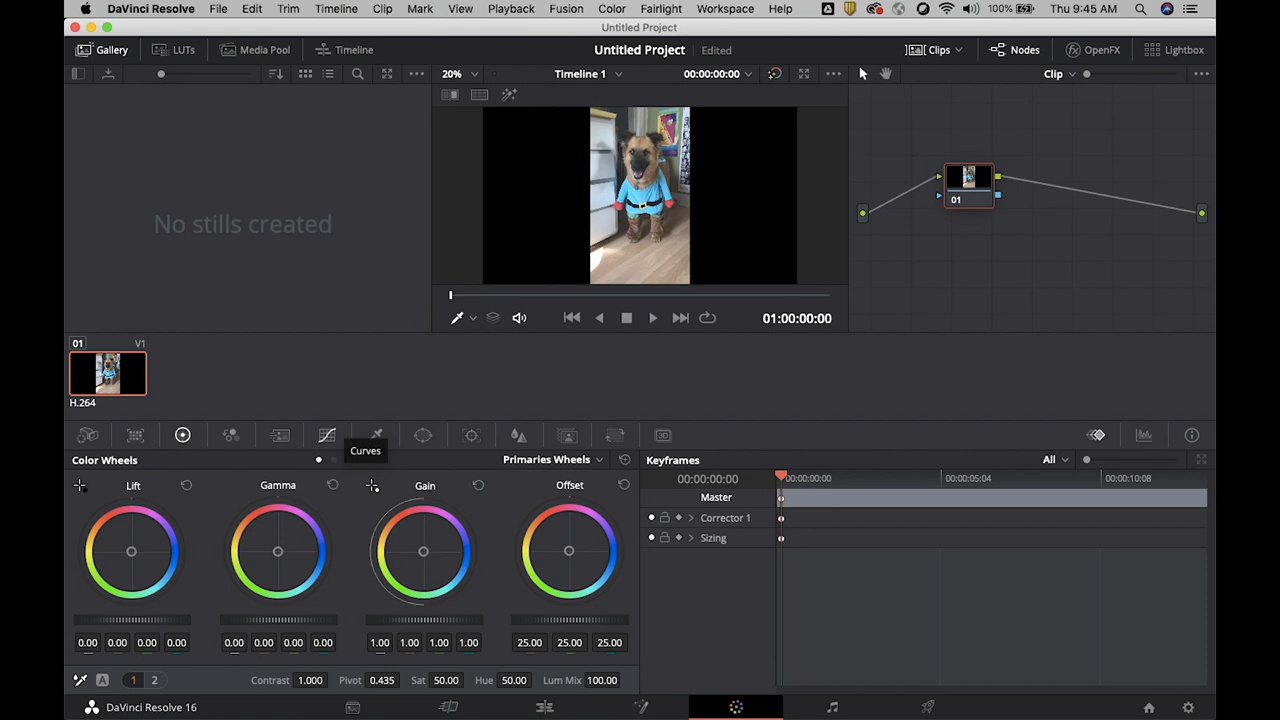 DaVinci Resolve File Edit Trim Timeline Clip Mark View Playback Fusion Color Fairlight Workspace Help 100% Thu 9:45 AM
Untitled Project
Gallery LUTs Media Pool Timeline Untitled Project Edited Clips Nodes OpenFX Lightbox
20% Timeline 1 00:00:00:00 Clip
No stills created
01
01:00:00:00
01 V1
H.264
Curves
Color Wheels Primaries Wheels Keyframes All
Lift Gamma Gain Offset
00:00:00:00 00:00:00:00 00:00:05:04 00:00:10:08
Master
Corrector 1
Sizing
0.00 0.00 0.00 0.00 0.00 0.00 0.00 0.00 1.00 1.00 1.00 1.00 25.00 25.00 25.00
A 1 2 Contrast 1.000 Pivot 0.435 Sat 50.00 Hue 50.00 Lum Mix 100.00
DaVinci Resolve 16